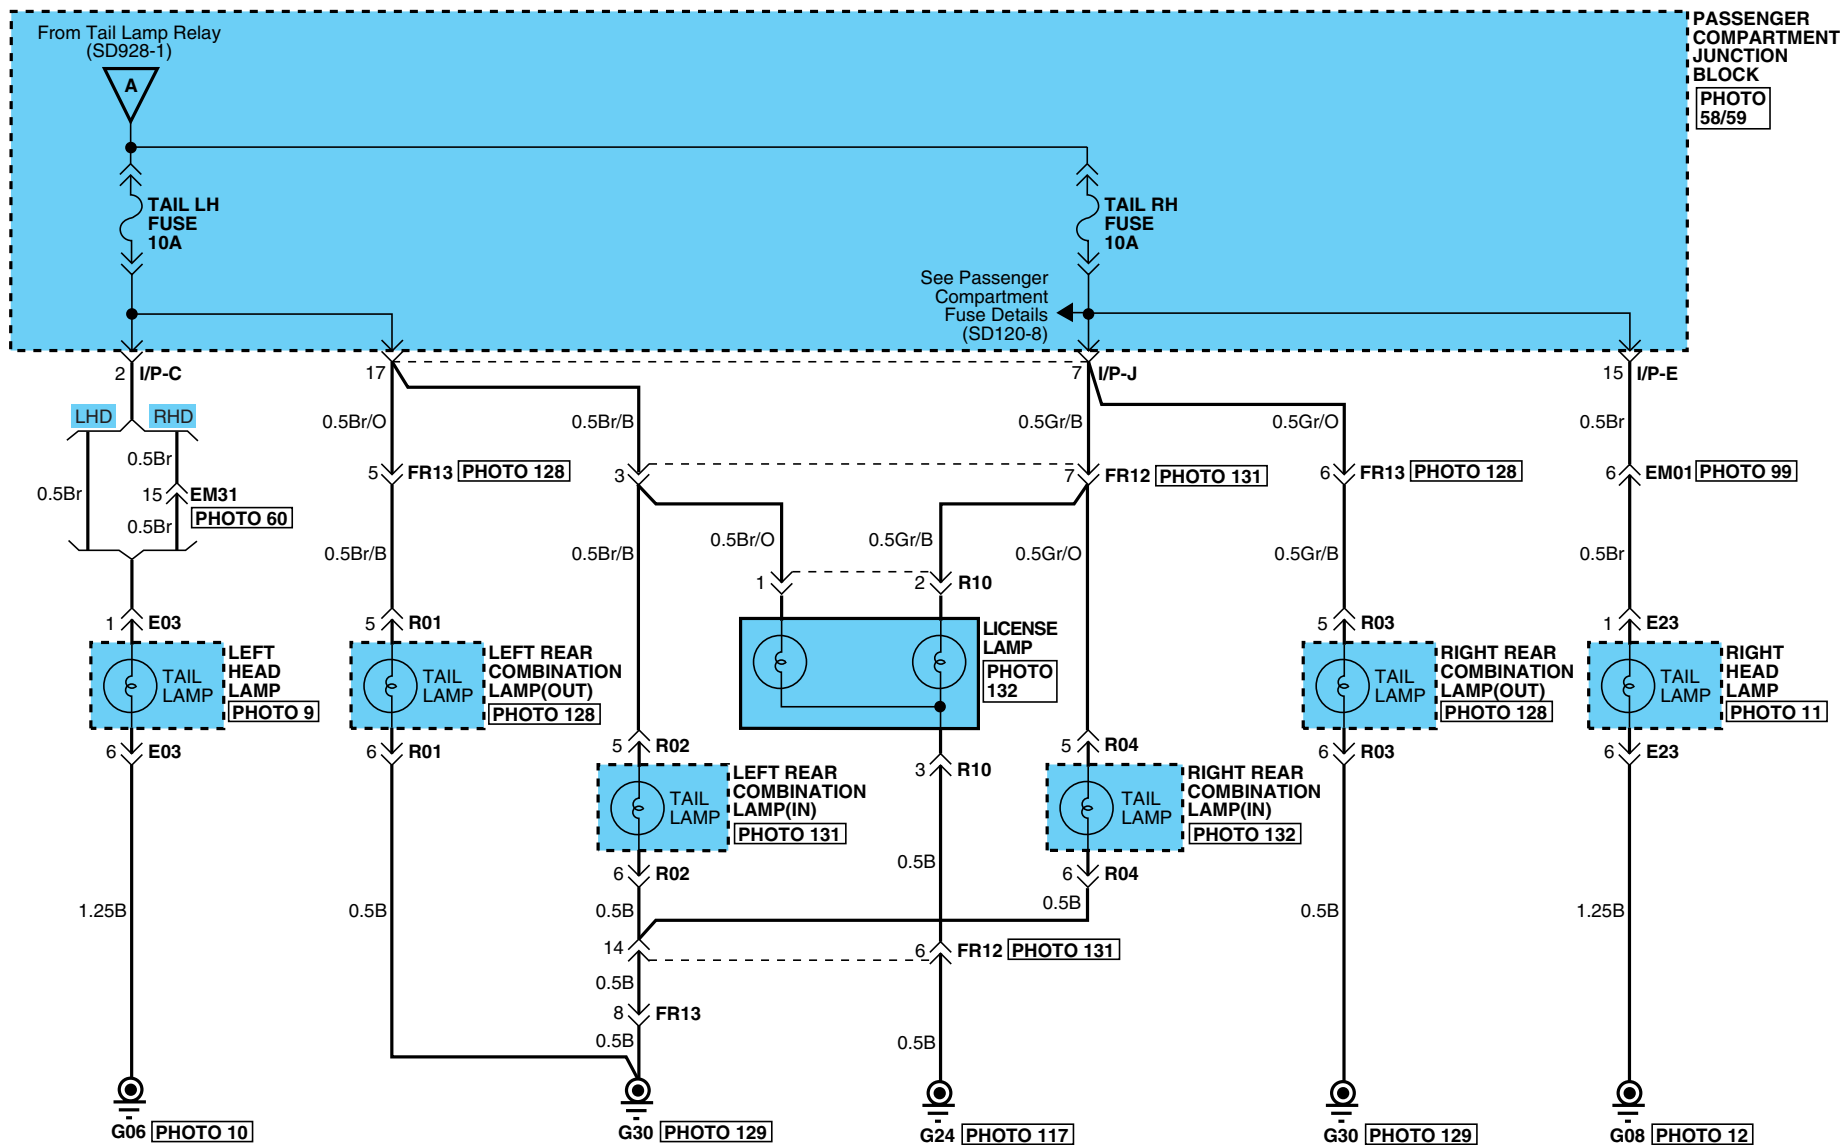 From Tail Lamp Relay
(SD928-1)
A
PASSENGER
COMPARTMENT
JUNCTION
BLOCK
PHOTO
58/59
TAIL LH
FUSE
10A
TAIL RH
FUSE
10A
See Passenger
Compartment
Fuse Details
(SD120-8)
2 I/P-C
17
7 I/P-J
15 I/P-E
LHD
RHD
0.5Br/O
0.5Br/B
0.5Gr/B
0.5Gr/O
0.5Br
0.5Br
5 FR13 PHOTO 128
3
7 FR12 PHOTO 131
6 FR13 PHOTO 128
6 EM01 PHOTO 99
0.5Br
15 EM31
PHOTO 60
0.5Br
0.5Br/B
0.5Br/B
0.5Br/O
0.5Gr/B
0.5Gr/O
0.5Gr/B
0.5Br
1
2 R10
1 E03
5 R01
5 R03
1 E23
TAIL
LAMP
LEFT
HEAD
LAMP
PHOTO 9
TAIL
LAMP
LEFT REAR
COMBINATION
LAMP(OUT)
PHOTO 128
LICENSE
LAMP
PHOTO
132
TAIL
LAMP
RIGHT REAR
COMBINATION
LAMP(OUT)
PHOTO 128
TAIL
LAMP
RIGHT
HEAD
LAMP
PHOTO 11
6 E03
6 R01
5 R02
3 R10
5 R04
6 R03
6 E23
TAIL
LAMP
LEFT REAR
COMBINATION
LAMP(IN)
PHOTO 131
TAIL
LAMP
RIGHT REAR
COMBINATION
LAMP(IN)
PHOTO 132
0.5B
6 R02
6 R04
1.25B
0.5B
0.5B
0.5B
0.5B
1.25B
14
6 FR12 PHOTO 131
0.5B
8 FR13
0.5B
0.5B
G06 PHOTO 10
G30 PHOTO 129
G24 PHOTO 117
G30 PHOTO 129
G08 PHOTO 12